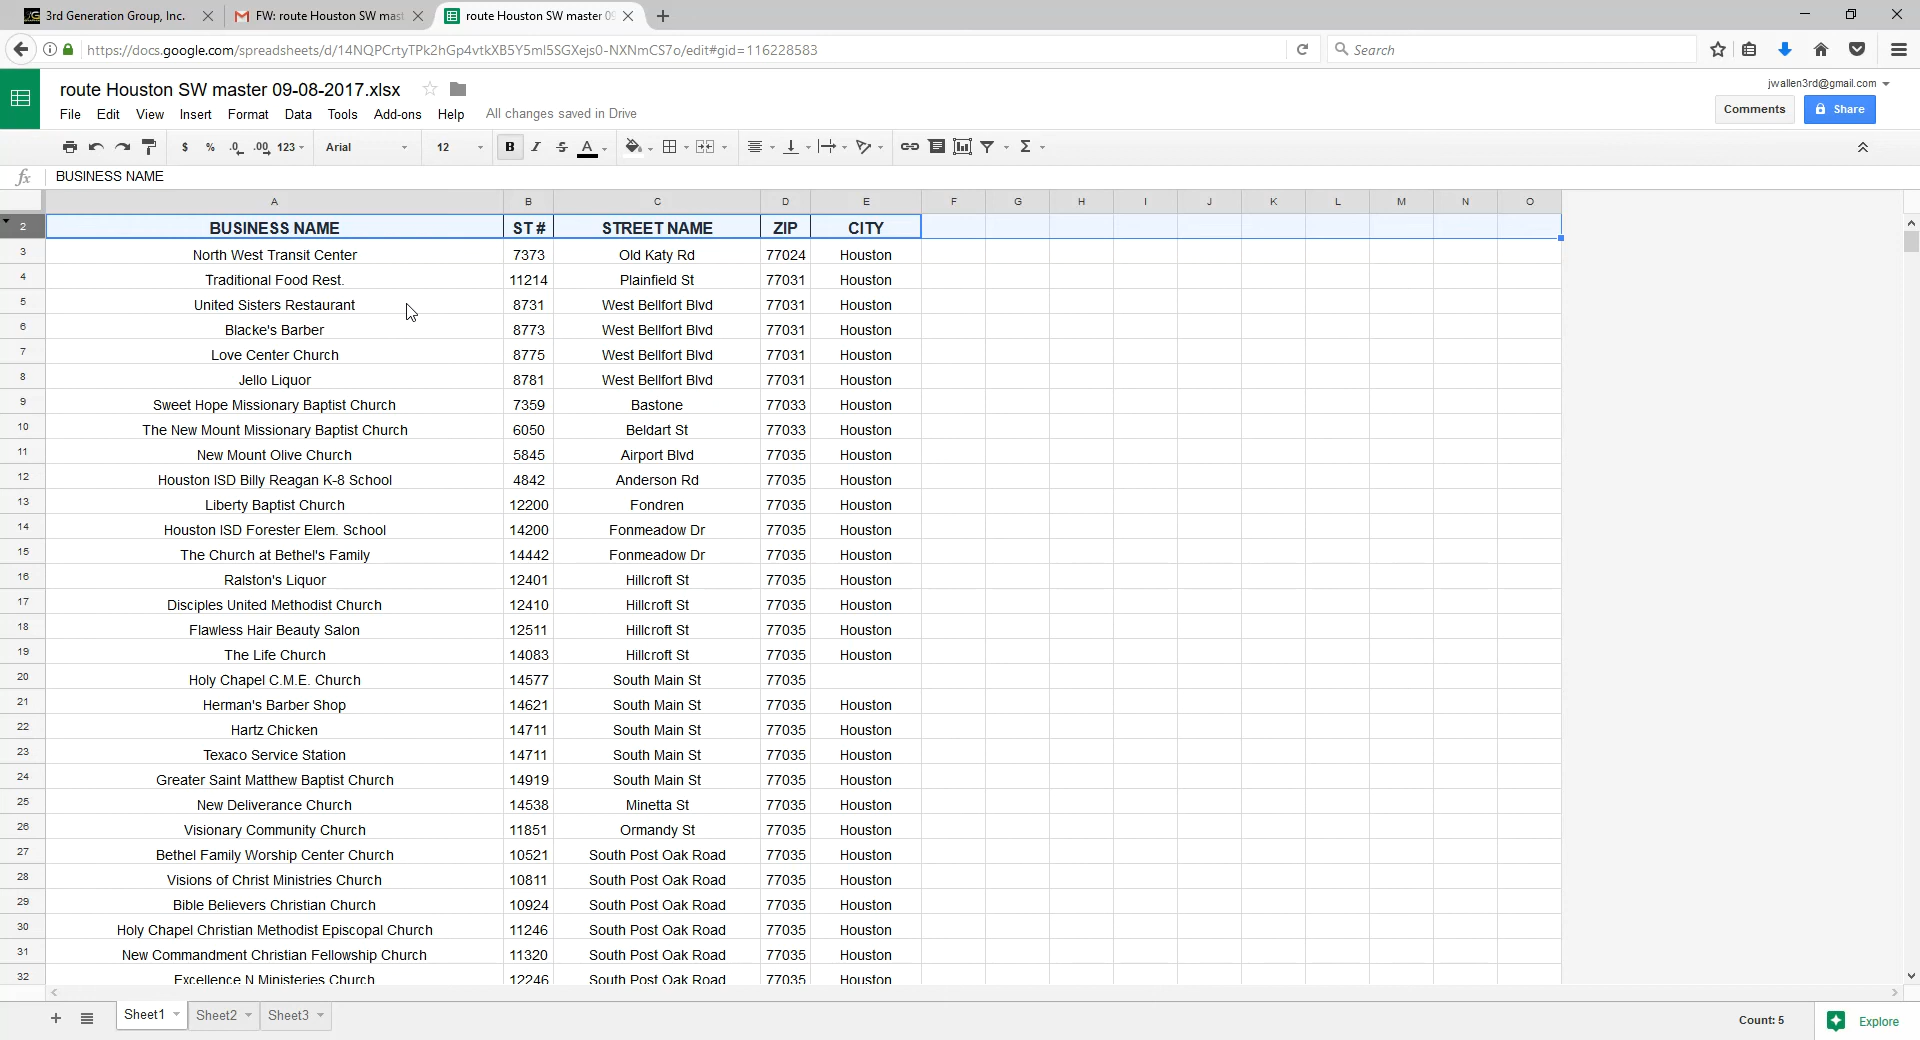 3rd Generation Group, Inc.
FW: route Houston SW mas
route Houston SW master 09
https://docs.google.com/spreadsheets/d/14NQPCrtyTPk2hGp4vtkXB5Y5ml5SGXejs0-NXNmCS7o/edit#gid=116228583
Search
route Houston SW master 09-08-2017.xlsx
jwallen3rd@gmail.com
File Edit View Insert Format Data Tools Add-ons Help All changes saved in Drive
Comments Share
$ % .0 .00 123 Arial 12 B I S A Σ
fx BUSINESS NAME
A B C D E F G H I J K L M N O
2 BUSINESS NAME ST # STREET NAME ZIP CITY
3 North West Transit Center 7373 Old Katy Rd 77024 Houston
4 Traditional Food Rest. 11214 Plainfield St 77031 Houston
5 United Sisters Restaurant 8731 West Bellfort Blvd 77031 Houston
6 Blacke's Barber 8773 West Bellfort Blvd 77031 Houston
7 Love Center Church 8775 West Bellfort Blvd 77031 Houston
8 Jello Liquor 8781 West Bellfort Blvd 77031 Houston
9 Sweet Hope Missionary Baptist Church 7359 Bastone 77033 Houston
10 The New Mount Missionary Baptist Church 6050 Beldart St 77033 Houston
11 New Mount Olive Church 5845 Airport Blvd 77035 Houston
12 Houston ISD Billy Reagan K-8 School 4842 Anderson Rd 77035 Houston
13 Liberty Baptist Church 12200 Fondren 77035 Houston
14 Houston ISD Forester Elem. School 14200 Fonmeadow Dr 77035 Houston
15 The Church at Bethel's Family 14442 Fonmeadow Dr 77035 Houston
16 Ralston's Liquor 12401 Hillcroft St 77035 Houston
17 Disciples United Methodist Church 12410 Hillcroft St 77035 Houston
18 Flawless Hair Beauty Salon 12511 Hillcroft St 77035 Houston
19 The Life Church 14083 Hillcroft St 77035 Houston
20 Holy Chapel C.M.E. Church 14577 South Main St 77035
21 Herman's Barber Shop 14621 South Main St 77035 Houston
22 Hartz Chicken 14711 South Main St 77035 Houston
23 Texaco Service Station 14711 South Main St 77035 Houston
24 Greater Saint Matthew Baptist Church 14919 South Main St 77035 Houston
25 New Deliverance Church 14538 Minetta St 77035 Houston
26 Visionary Community Church 11851 Ormandy St 77035 Houston
27 Bethel Family Worship Center Church 10521 South Post Oak Road 77035 Houston
28 Visions of Christ Ministries Church 10811 South Post Oak Road 77035 Houston
29 Bible Believers Christian Church 10924 South Post Oak Road 77035 Houston
30 Holy Chapel Christian Methodist Episcopal Church 11246 South Post Oak Road 77035 Houston
31 New Commandment Christian Fellowship Church 11320 South Post Oak Road 77035 Houston
32 Excellence N Ministeries Church 12246 South Post Oak Road 77035 Houston
Sheet1 Sheet2 Sheet3 Count: 5 Explore